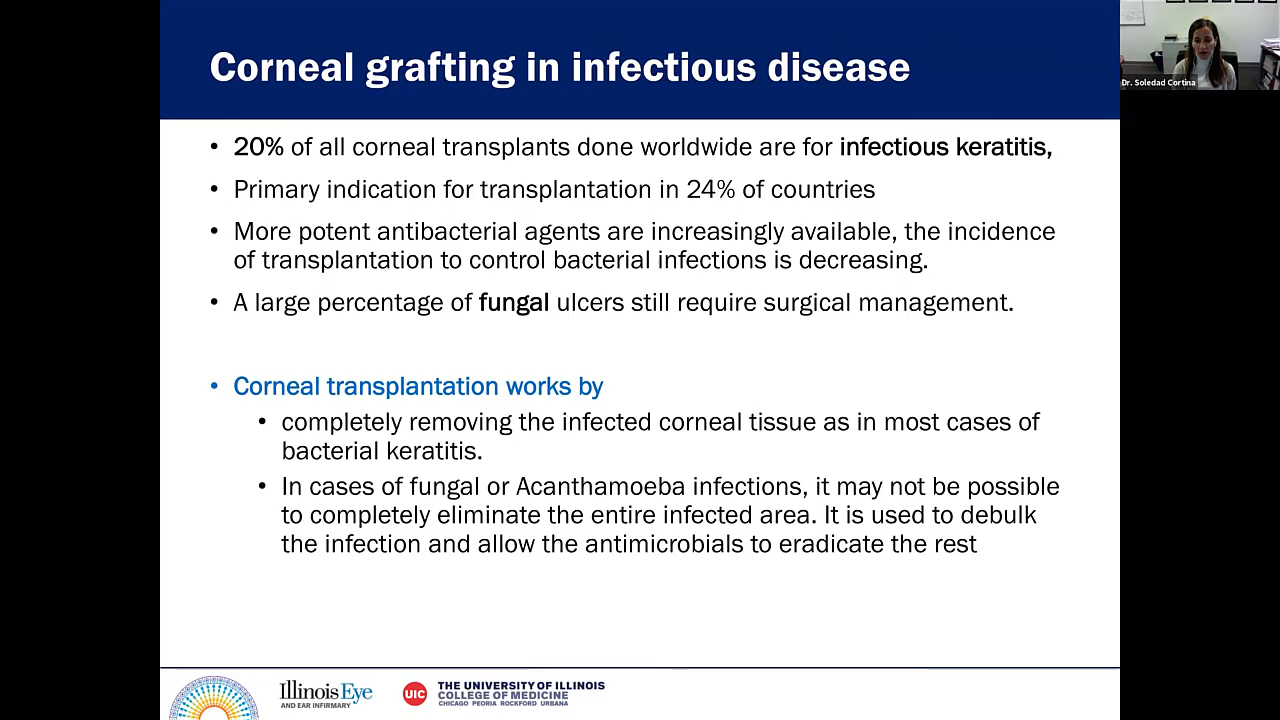 Corneal grafting in infectious disease
Dr. Soledad Cortina
• 20% of all corneal transplants done worldwide are for infectious keratitis,
• Primary indication for transplantation in 24% of countries
• More potent antibacterial agents are increasingly available, the incidence
of transplantation to control bacterial infections is decreasing.
• A large percentage of fungal ulcers still require surgical management.
• Corneal transplantation works by
• completely removing the infected corneal tissue as in most cases of
bacterial keratitis.
• In cases of fungal or Acanthamoeba infections, it may not be possible
to completely eliminate the entire infected area. It is used to debulk
the infection and allow the antimicrobials to eradicate the rest
Illinois Eye
AND EAR INFIRMARY
UIC
THE UNIVERSITY OF ILLINOIS
COLLEGE OF MEDICINE
CHICAGO PEORIA ROCKFORD URBANA